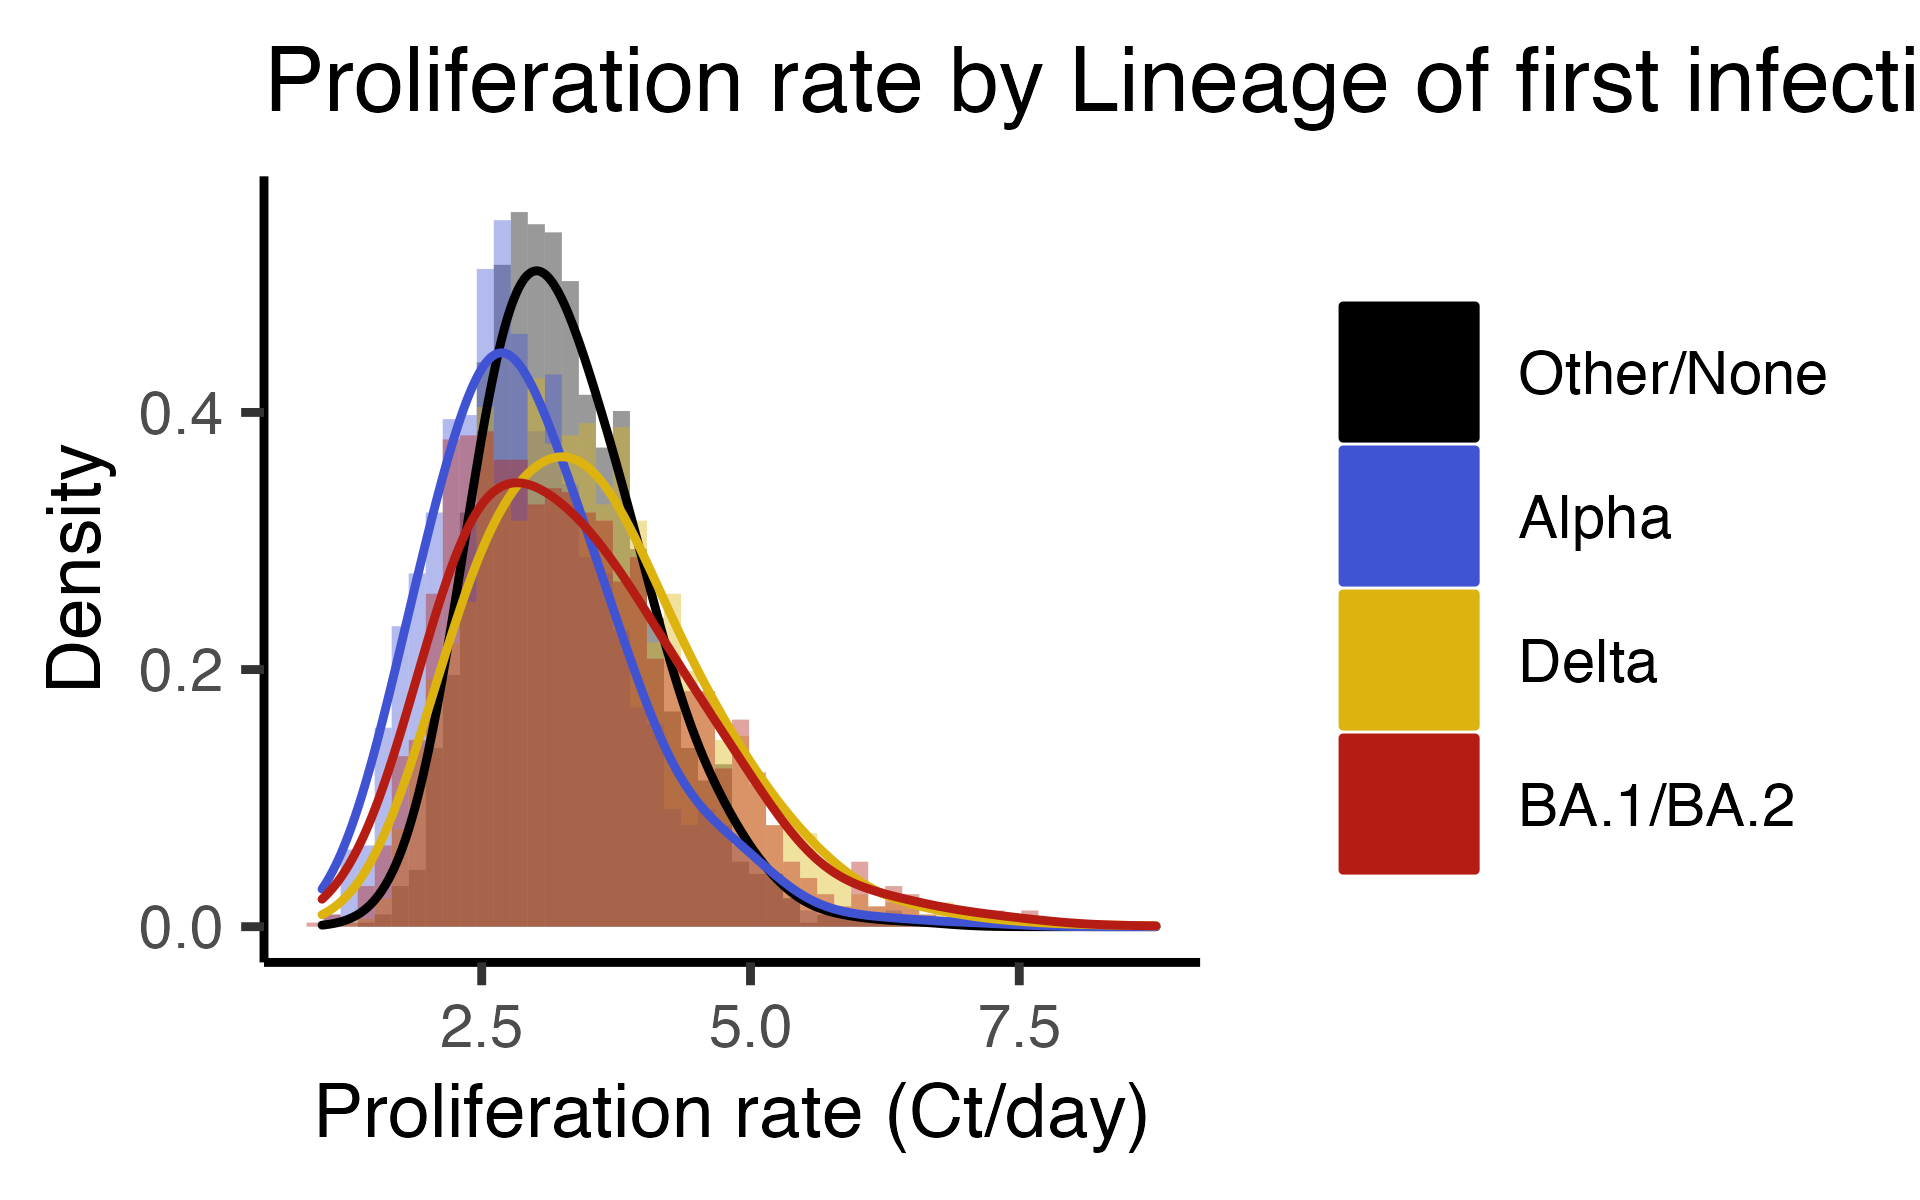 Proliferation rate by Lineage of first infecti
Density
0.4
0.2
0.0
2.5 5.0 7.5
Proliferation rate (Ct/day)
Other/None
Alpha
Delta
BA.1/BA.2